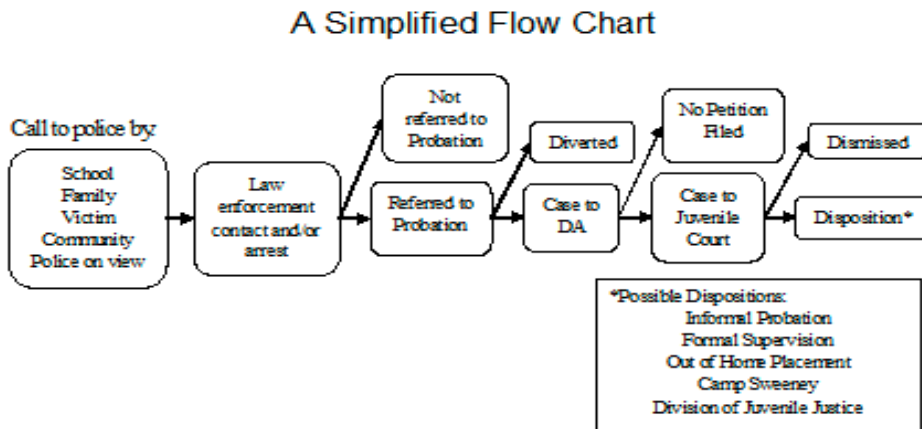 A Simplified Flow Chart
Call to police by:
School
Family
Victim
Community
Police on view
Law
enforcement
contact and/or
arrest
Not
referred to
Probation
Referred to
Probation
Diverted
Case to
DA
No Petition
Filed
Case to
Juvenile
Court
Dismissed
Disposition*
*Possible Dispositions:
Informal Probation
Formal Supervision
Out of Home Placement
Camp Sweeney
Division of Juvenile Justice